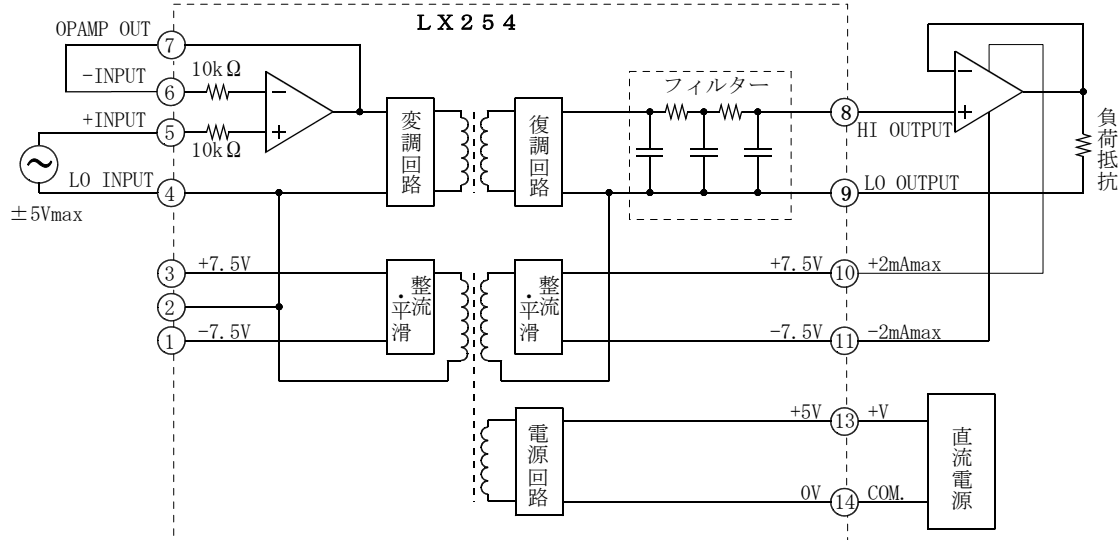 LX254
OPAMP OUT
7
-INPUT
6
10kΩ
+INPUT
5
10kΩ
LO INPUT
4
±5Vmax
変調回路
復調回路
フィルター
8
HI OUTPUT
9
LO OUTPUT
負荷抵抗
3
+7.5V
2
1
-7.5V
整流・平滑
整流・平滑
+7.5V
10
+2mAmax
-7.5V
11
-2mAmax
電源回路
+5V
13
+V
0V
14
COM.
直流電源